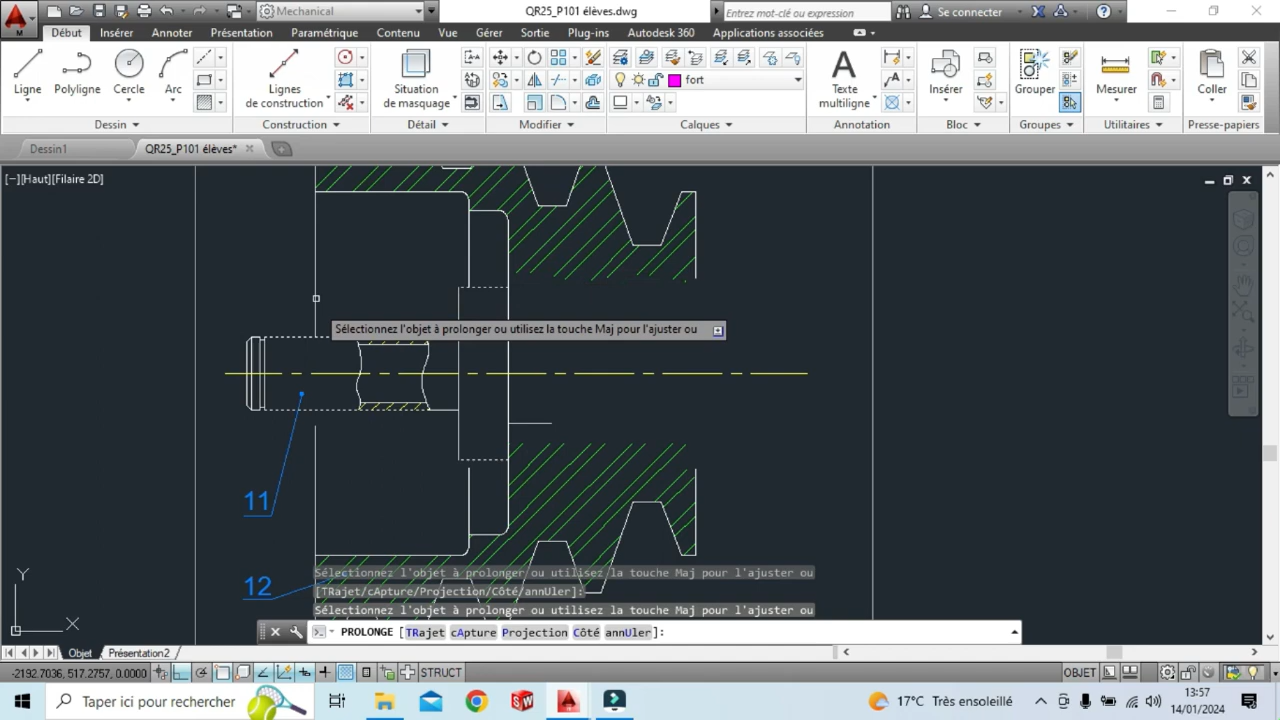 Mechanical
QR25_P101 élèves.dwg
Entrez mot-clé ou expression
Se connecter
Début Insérer Annoter Présentation Paramétrique Contenu Vue Gérer Sortie Plug-ins Autodesk 360 Applications associées
Ligne Polyligne Cercle Arc
Lignes de construction
Situation de masquage
fort
Texte multiligne
Insérer
Grouper
Mesurer
Coller
Dessin Construction Détail Modifier Calques Annotation Bloc Groupes Utilitaires Presse-papiers
Dessin1 QR25_P101 élèves*
[−][Haut][Filaire 2D]
Sélectionnez l'objet à prolonger ou utilisez la touche Maj pour l'ajuster ou
11
12
Y
X
Sélectionnez l'objet à prolonger ou utilisez la touche Maj pour l'ajuster ou
[TRajet/cApture/Projection/Côté/annUler]:
Sélectionnez l'objet à prolonger ou utilisez la touche Maj pour l'ajuster ou
PROLONGE [TRajet cApture Projection Côté annUler]:
Objet Présentation2
-2192.7036, 517.2757, 0.0000
STRUCT
OBJET
Taper ici pour rechercher
17°C Très ensoleillé
13:57
14/01/2024